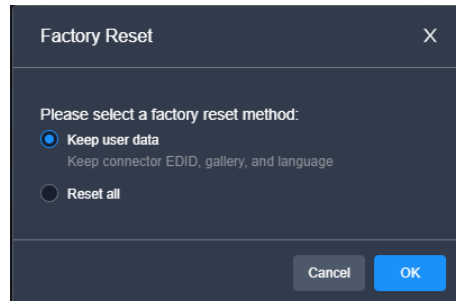 Factory Reset X
Please select a factory reset method:
Keep user data
Keep connector EDID, gallery, and language
Reset all
Cancel OK